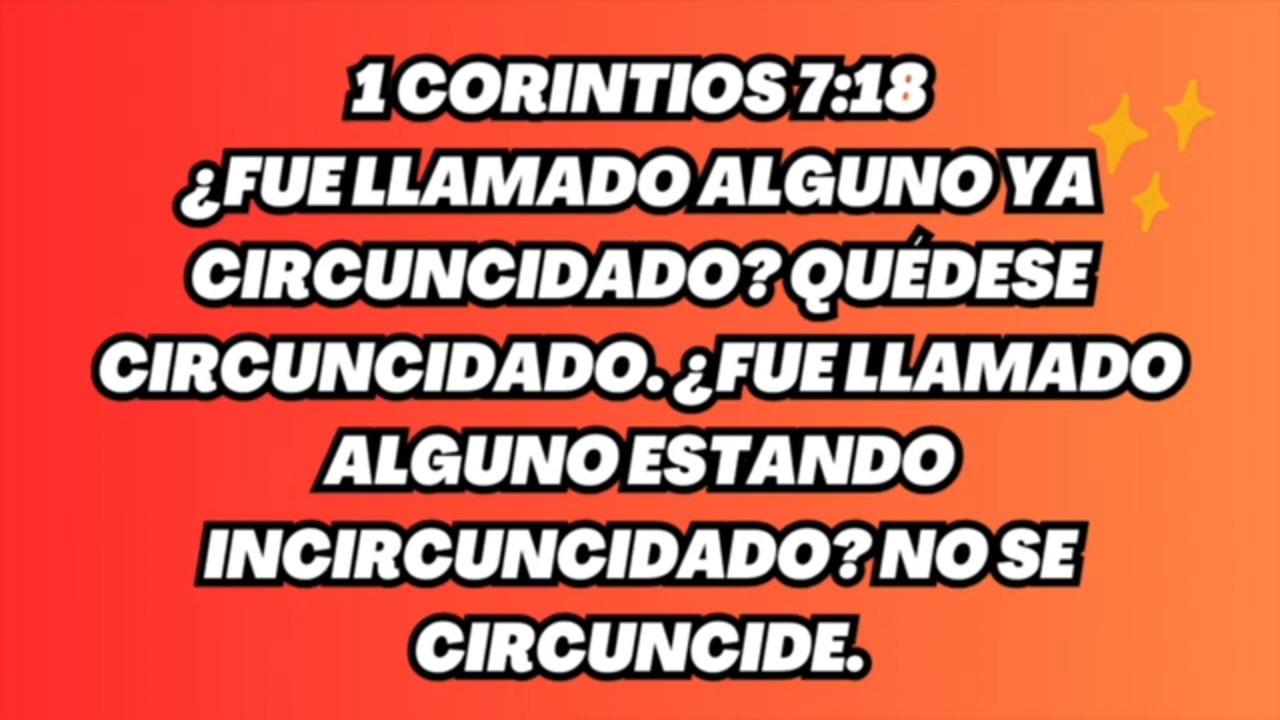 1 CORINTIOS 7:18
¿FUE LLAMADO ALGUNO YA
CIRCUNCIDADO? QUÉDESE
CIRCUNCIDADO. ¿FUE LLAMADO
ALGUNO ESTANDO
INCIRCUNCIDADO? NO SE
CIRCUNCIDE.